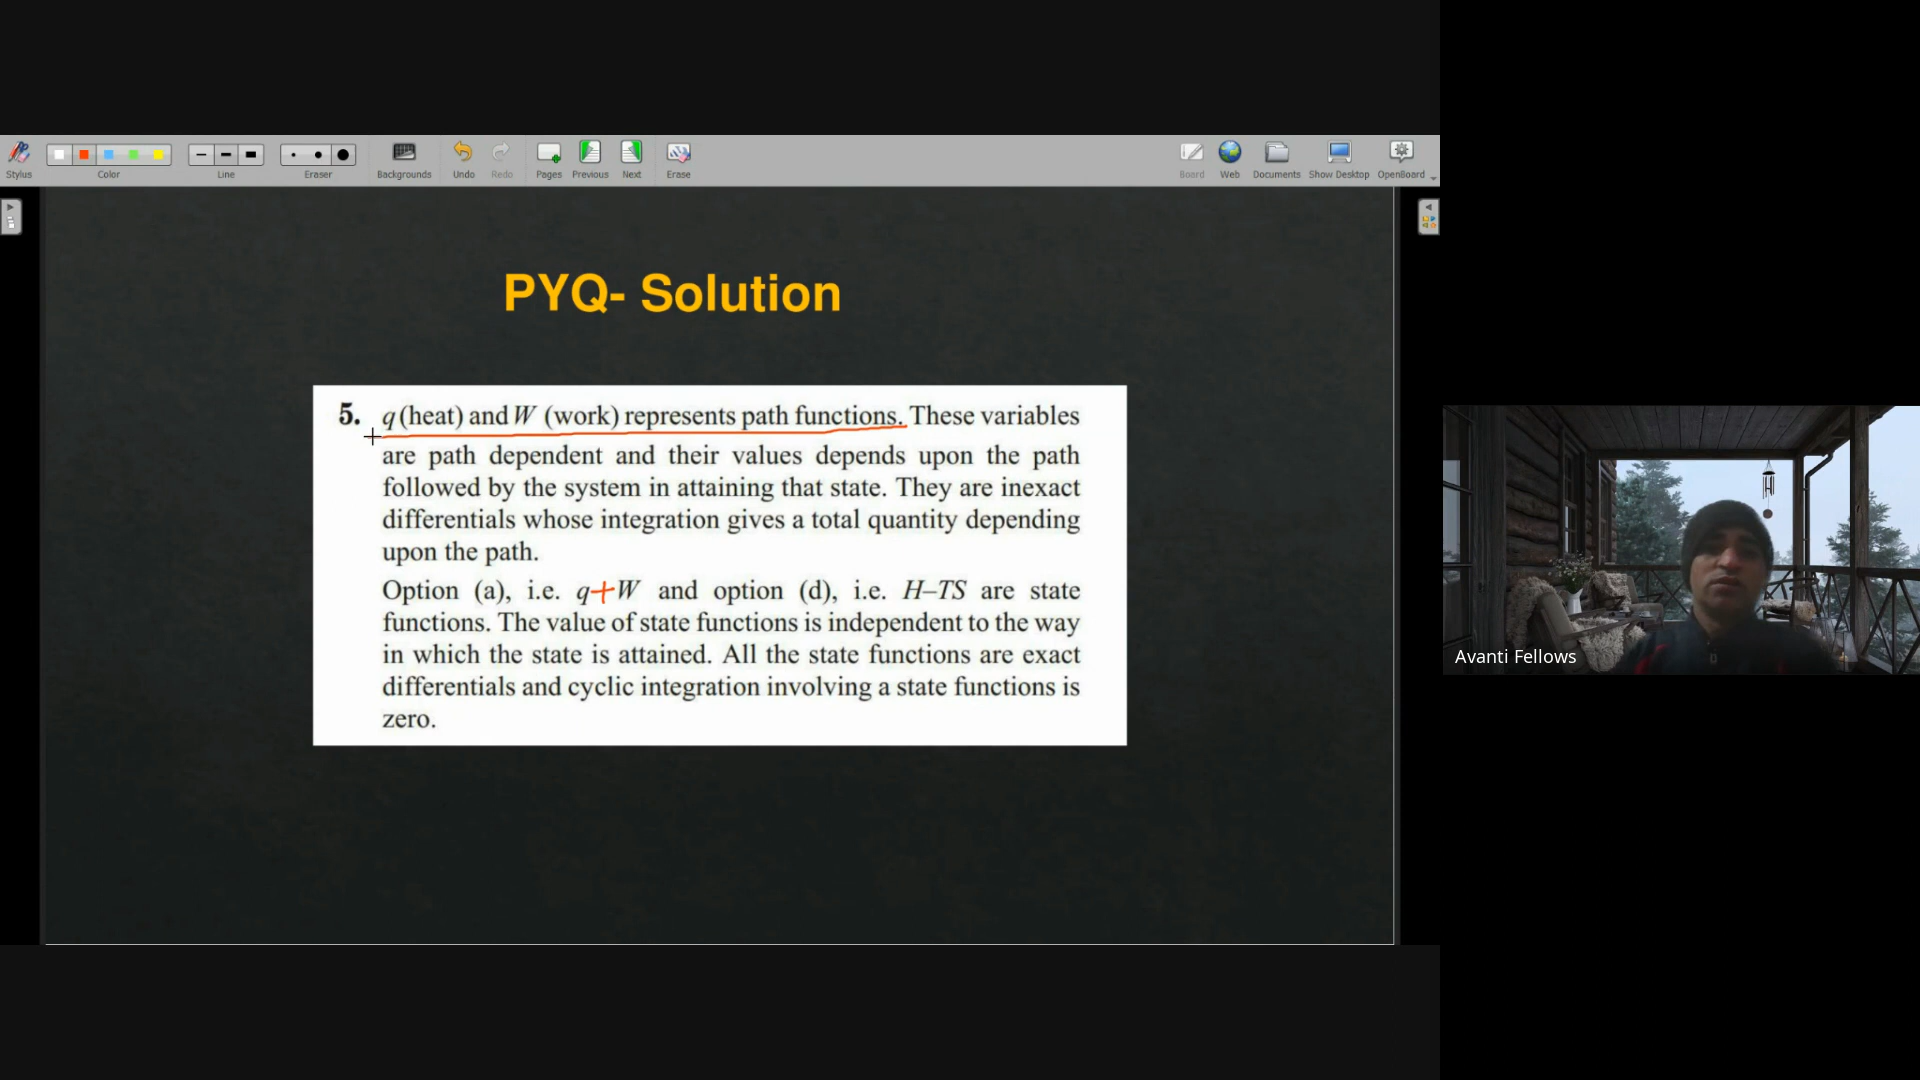 Stylus
Color
Line
Eraser
Backgrounds
Undo
Redo
Pages
Previous
Next
Erase
Board
Web
Documents
Show Desktop
OpenBoard
PYQ- Solution
5. q (heat) and W (work) represents path functions. These variables
are path dependent and their values depends upon the path
followed by the system in attaining that state. They are inexact
differentials whose integration gives a total quantity depending
upon the path.
Option (a), i.e. q+W and option (d), i.e. H–TS are state
functions. The value of state functions is independent to the way
in which the state is attained. All the state functions are exact
differentials and cyclic integration involving a state functions is
zero.
Avanti Fellows